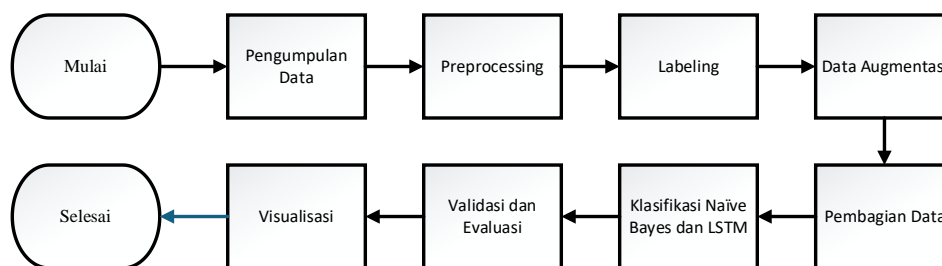 Mulai
Pengumpulan
Data
Preprocessing
Labeling
Data Augmentas
Selesai
Visualisasi
Validasi dan
Evaluasi
Klasifikasi Naïve
Bayes dan LSTM
Pembagian Data